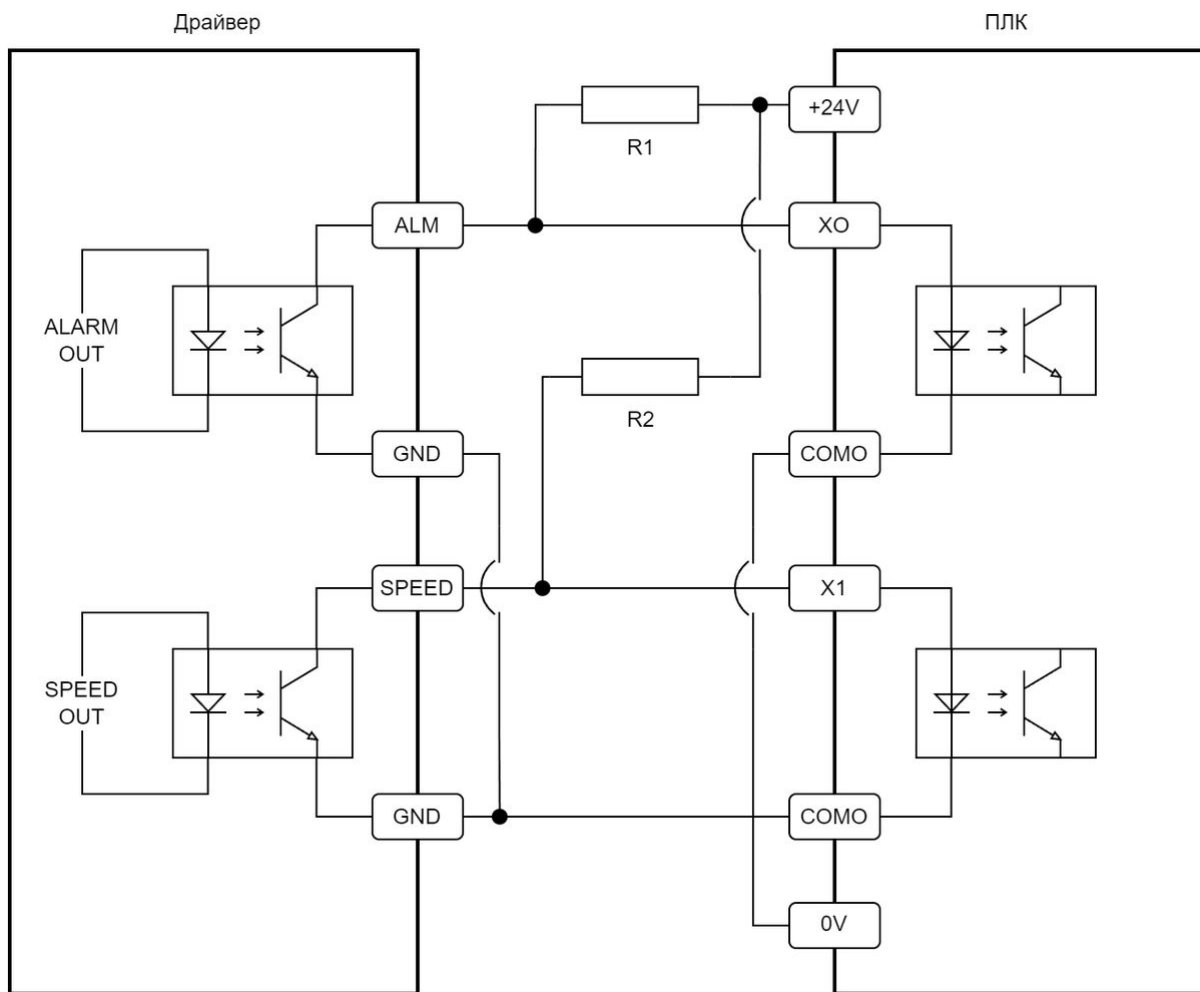 Драйвер
ПЛК
+24V
R1
ALM
XO
ALARM
OUT
R2
GND
COMO
SPEED
X1
SPEED
OUT
GND
COMO
0V